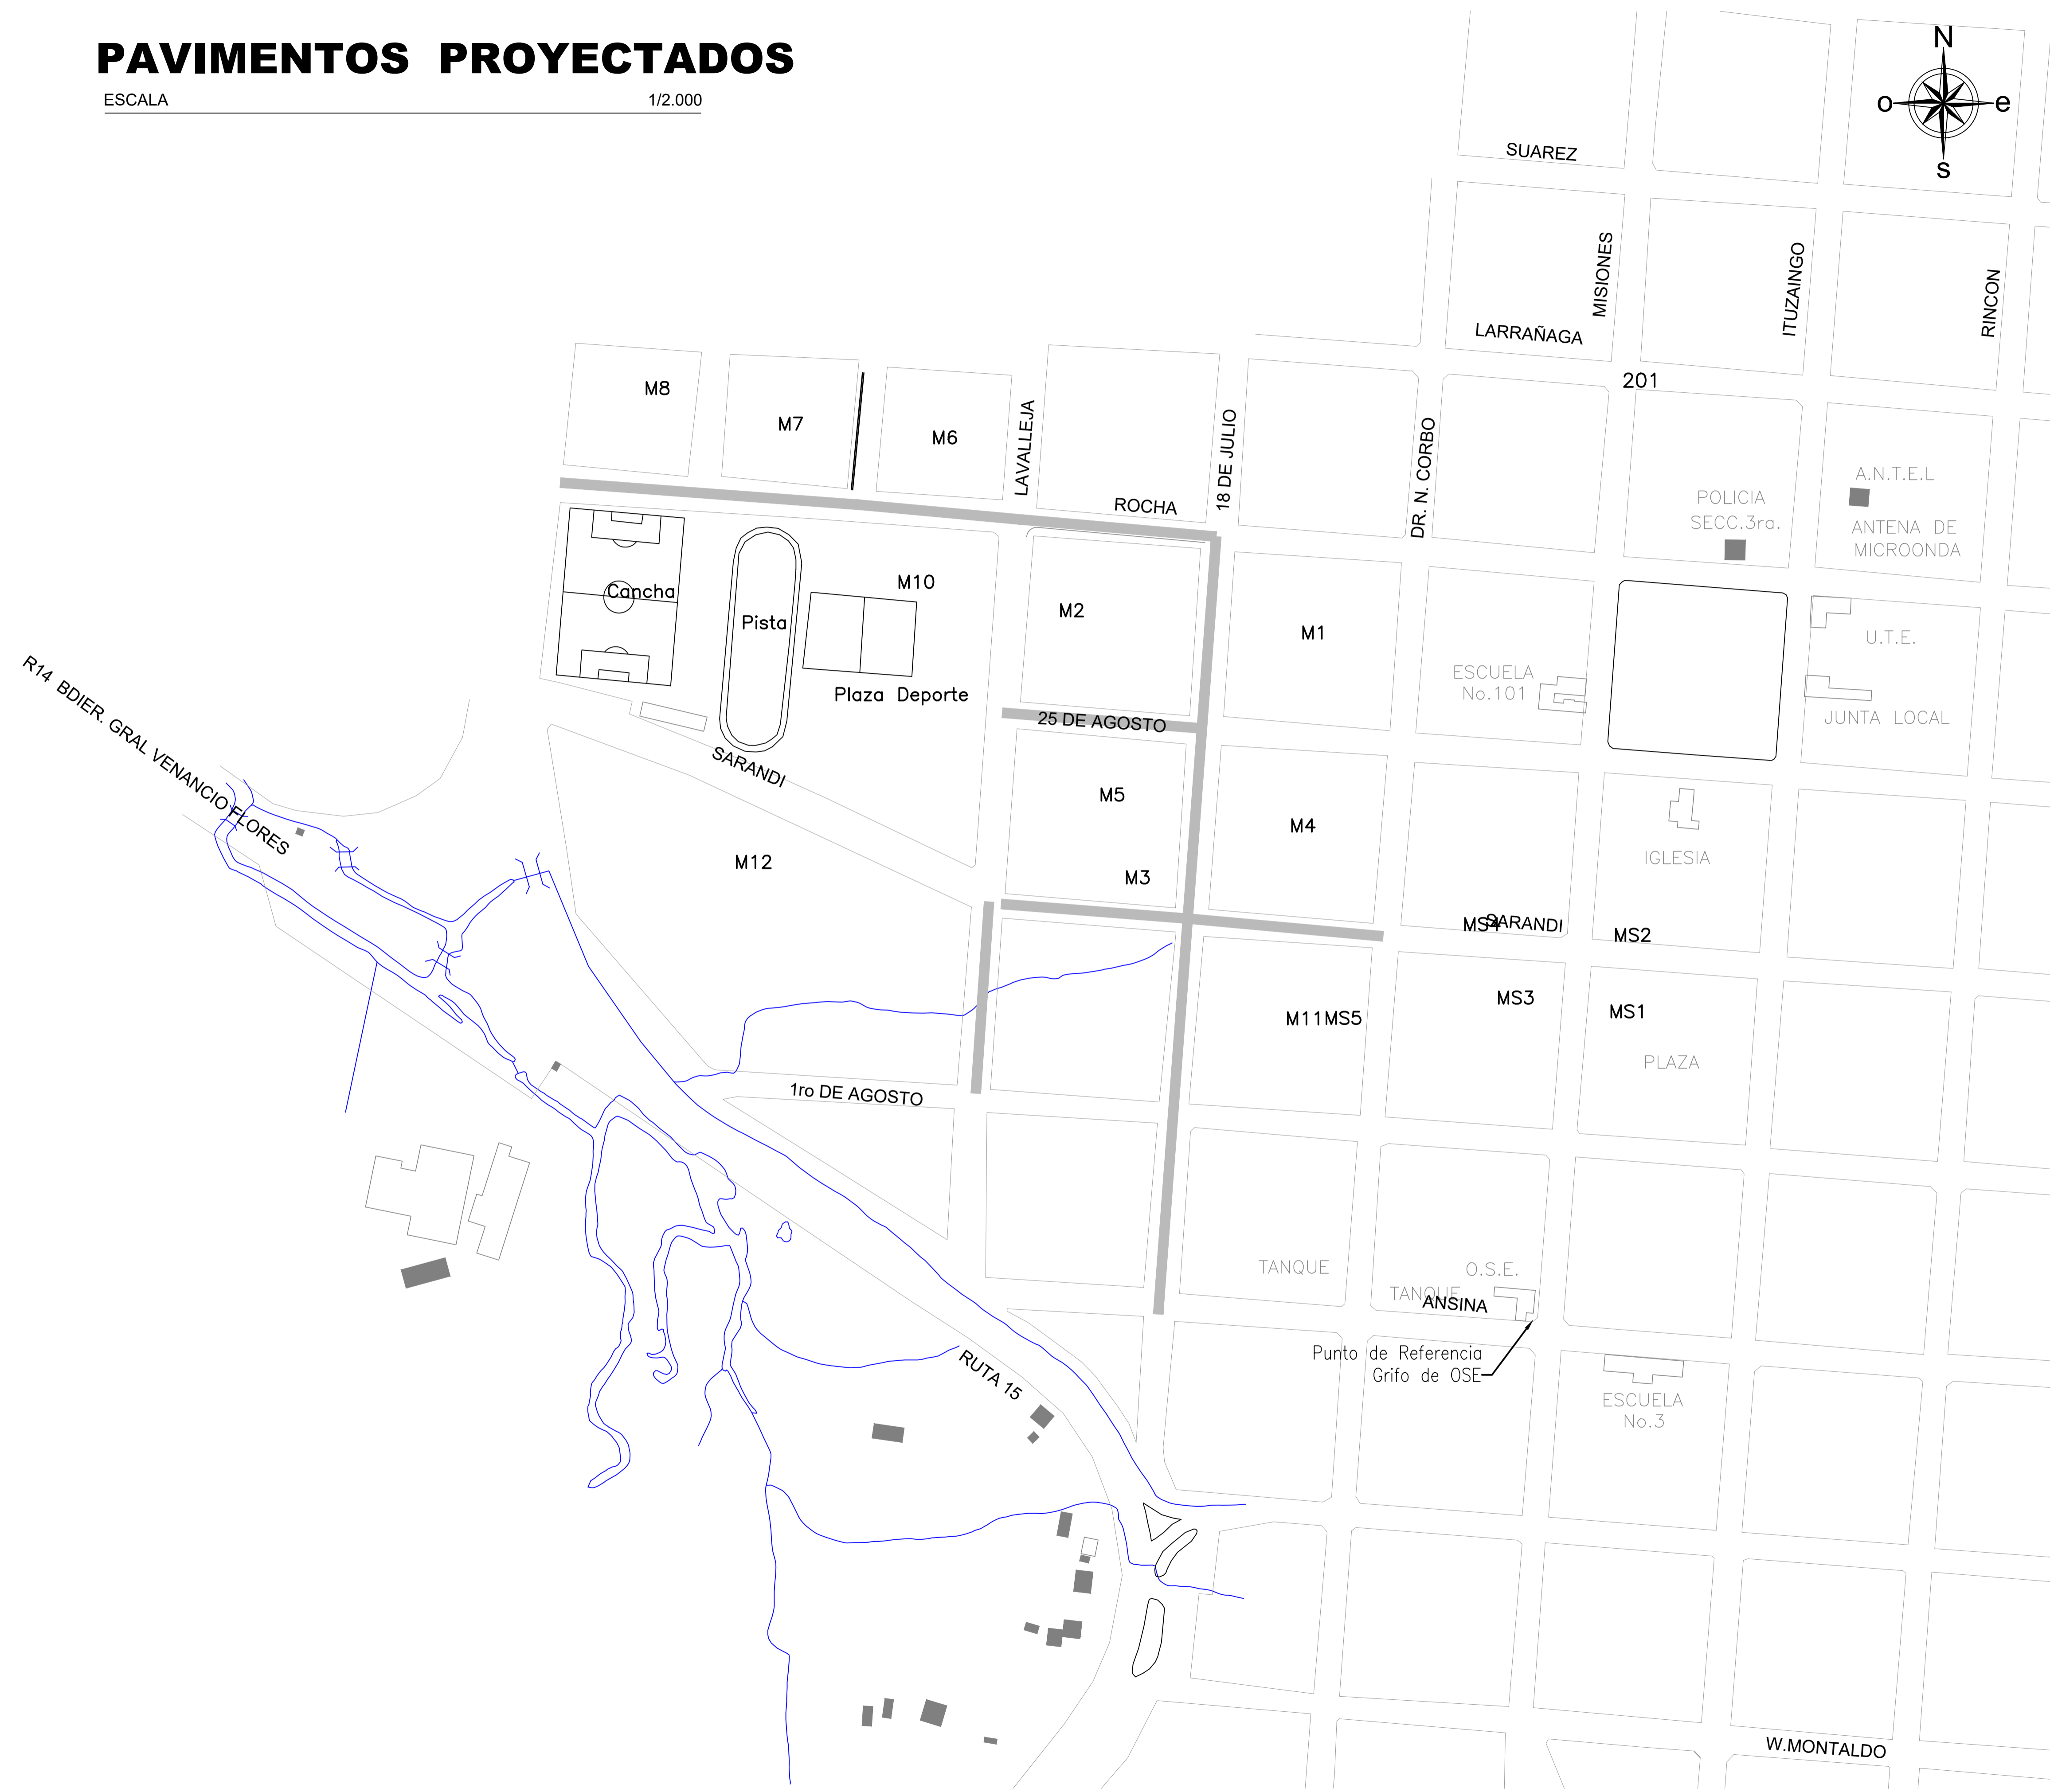 PAVIMENTOS PROYECTADOS
ESCALA 1/2.000
N
o e
s
SUAREZ
MISIONES
ITUZAINGO
RINCON
LARRAÑAGA
201
M8
M7
M6
LAVALLEJA
18 DE JULIO
DR. N. CORBO
ROCHA
A.N.T.E.L
POLICIA
SECC.3ra.
ANTENA DE
MICROONDA
Cancha
Pista
M10
M2
M1
Plaza Deporte
ESCUELA
No.101
U.T.E.
JUNTA LOCAL
25 DE AGOSTO
R14 BDIER. GRAL VENANCIO FLORES
SARANDI
M5
M4
M12
M3
IGLESIA
MS4
SARANDI
MS2
MS3
MS1
M11
MS5
PLAZA
1ro DE AGOSTO
TANQUE
O.S.E.
TANQUE
ANSINA
Punto de Referencia
Grifo de OSE
RUTA 15
ESCUELA
No.3
W.MONTALDO